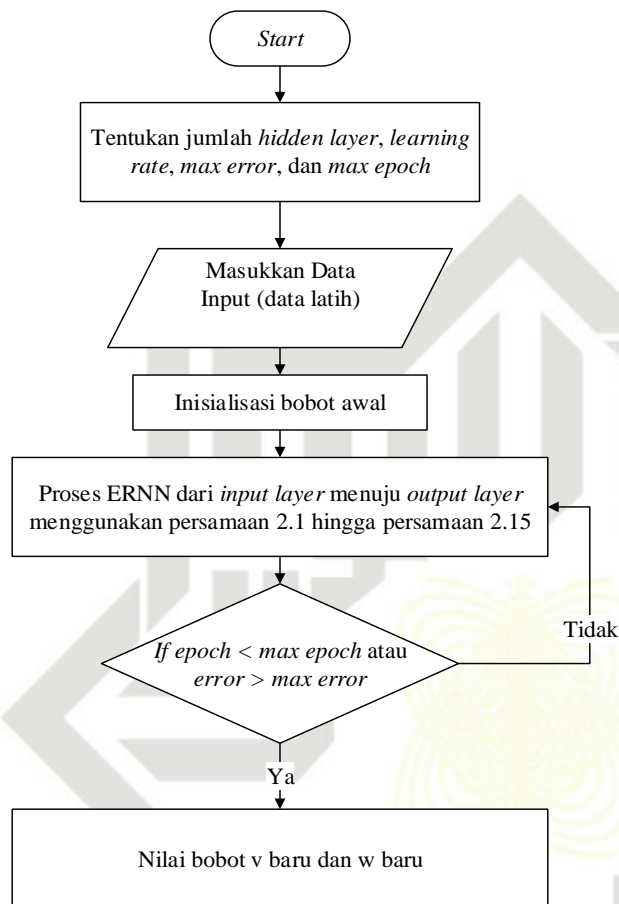 Start
Tentukan jumlah hidden layer, learning
rate, max error, dan max epoch
Masukkan Data
Input (data latih)
Inisialisasi bobot awal
Proses ERNN dari input layer menuju output layer
menggunakan persamaan 2.1 hingga persamaan 2.15
If epoch < max epoch atau
error > max error
Tidak
Ya
Nilai bobot v baru dan w baru